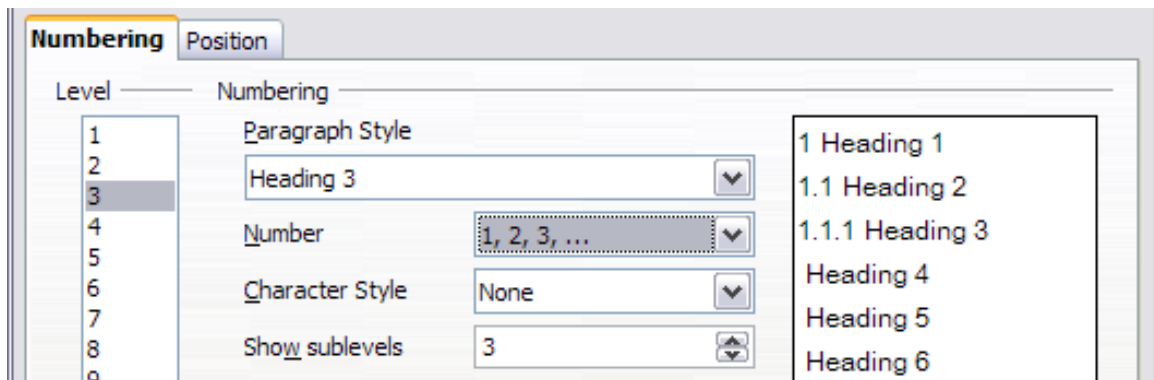 Numbering Position
Level Numbering
1
2
3
4
5
6
7
8
9
Paragraph Style
Heading 3
Number 1, 2, 3, ...
Character Style None
Show sublevels 3
1 Heading 1
1.1 Heading 2
1.1.1 Heading 3
Heading 4
Heading 5
Heading 6